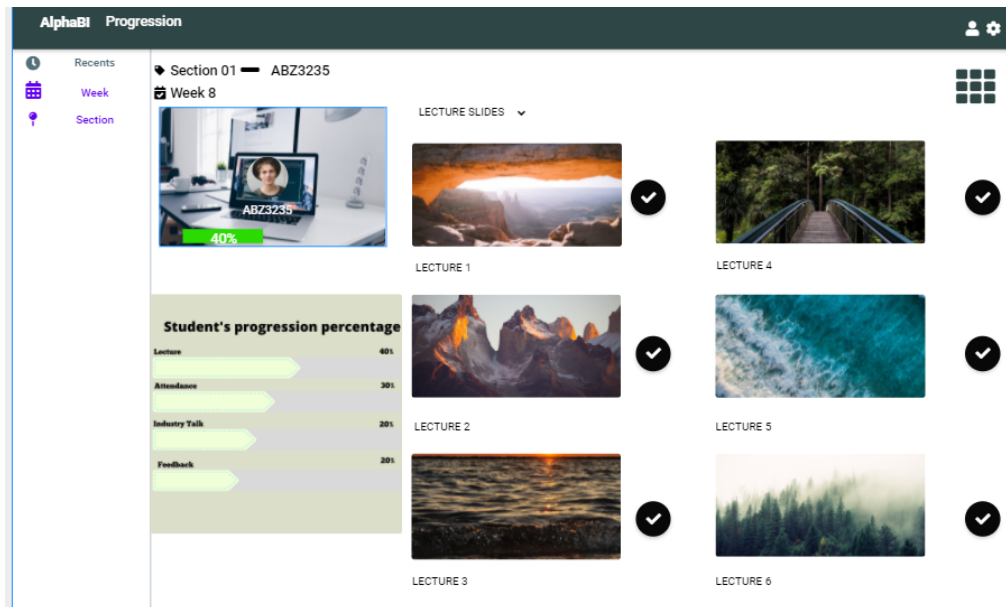 AlphaBI Progression
Recents
Week
Section
Section 01 ABZ3235
Week 8
ABZ3235
40%
Student's progression percentage
Lecture 40%
Attendance 30%
Industry Talk 20%
Feedback 20%
LECTURE SLIDES
LECTURE 1
LECTURE 4
LECTURE 2
LECTURE 5
LECTURE 3
LECTURE 6